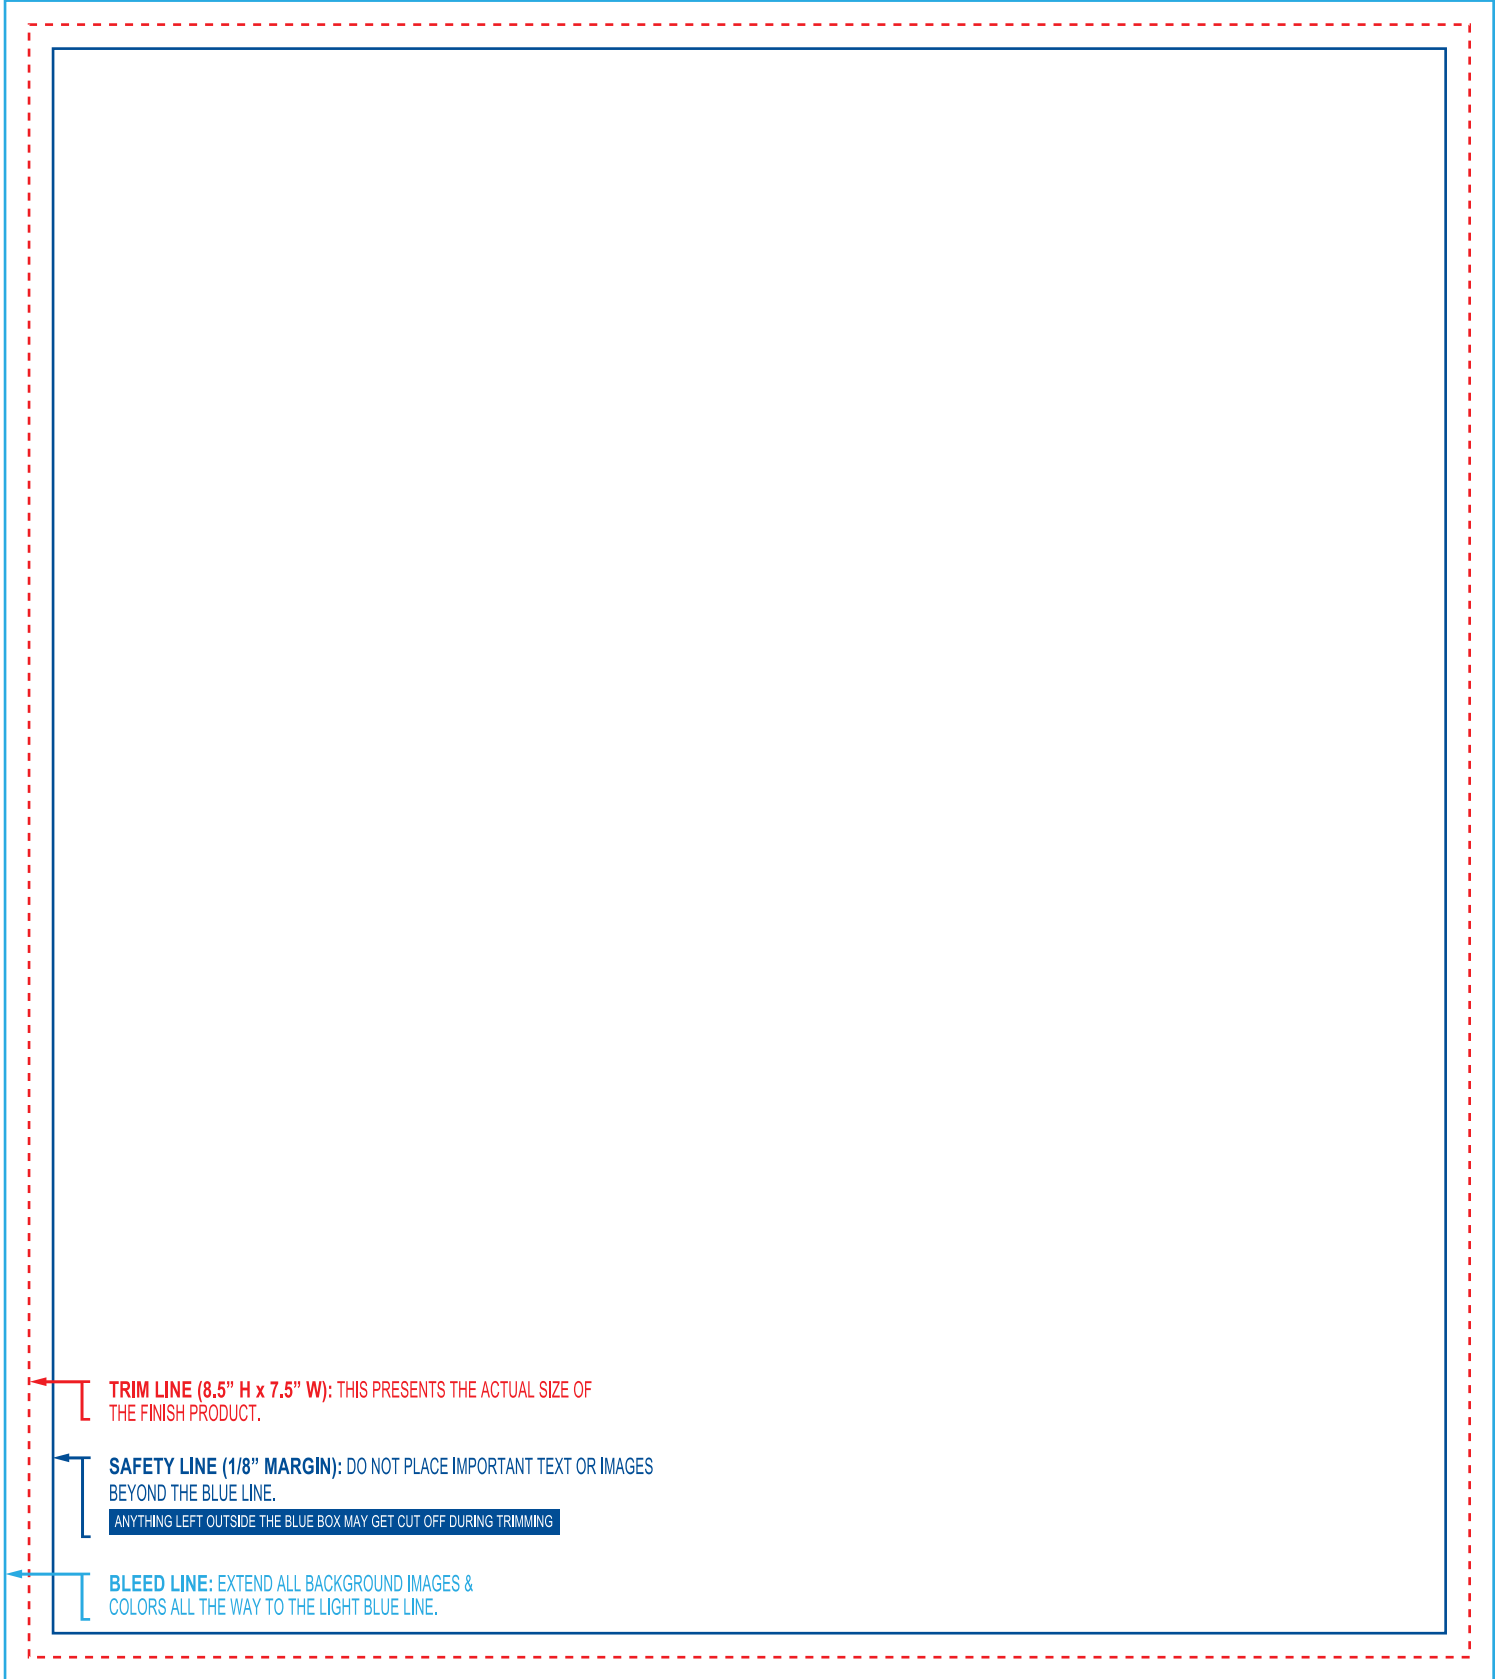 TRIM LINE (8.5” H x 7.5” W): THIS PRESENTS THE ACTUAL SIZE OF
THE FINISH PRODUCT.
SAFETY LINE (1/8” MARGIN): DO NOT PLACE IMPORTANT TEXT OR IMAGES
BEYOND THE BLUE LINE.
ANYTHING LEFT OUTSIDE THE BLUE BOX MAY GET CUT OFF DURING TRIMMING
BLEED LINE: EXTEND ALL BACKGROUND IMAGES &
COLORS ALL THE WAY TO THE LIGHT BLUE LINE.